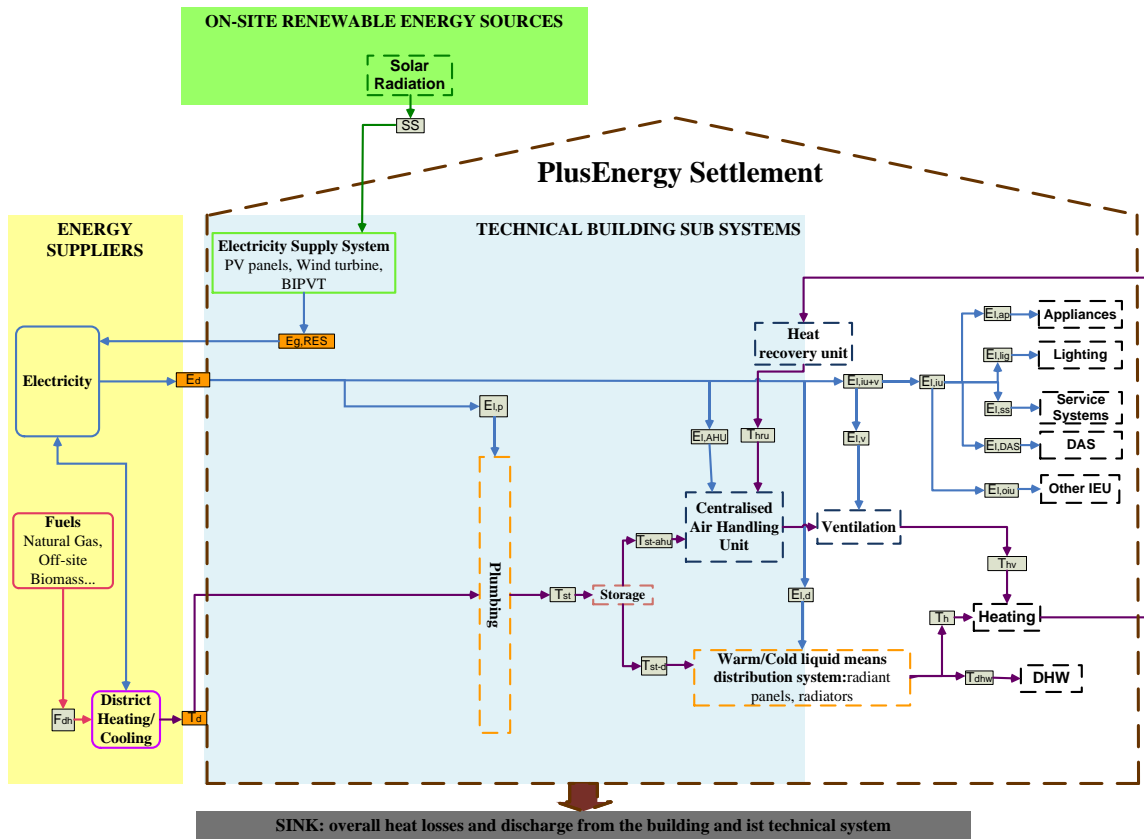 ON-SITE RENEWABLE ENERGY SOURCES
Solar
Radiation
SS
PlusEnergy Settlement
ENERGY
SUPPLIERS
TECHNICAL BUILDING SUB SYSTEMS
Electricity Supply System
PV panels, Wind turbine,
BIPVT
Eg,RES
Heat
recovery unit
Electricity
Ed
El,p
El,AHU
Thru
El,iu+v
El,v
El,iu
El,ap
Appliances
El,lig
Lighting
El,ss
Service
Systems
El,DAS
DAS
El,oiu
Other IEU
Fuels
Natural Gas,
Off-site
Biomass...
Plumbing
Centralised
Air Handling
Unit
Ventilation
Tst-ahu
Thv
Tst
Storage
El,d
Th
Heating
Tst-d
Warm/Cold liquid means
distribution system:radiant
panels, radiators
Tdhw
DHW
Fdh
District
Heating/
Cooling
Td
SINK: overall heat losses and discharge from the building and ist technical system